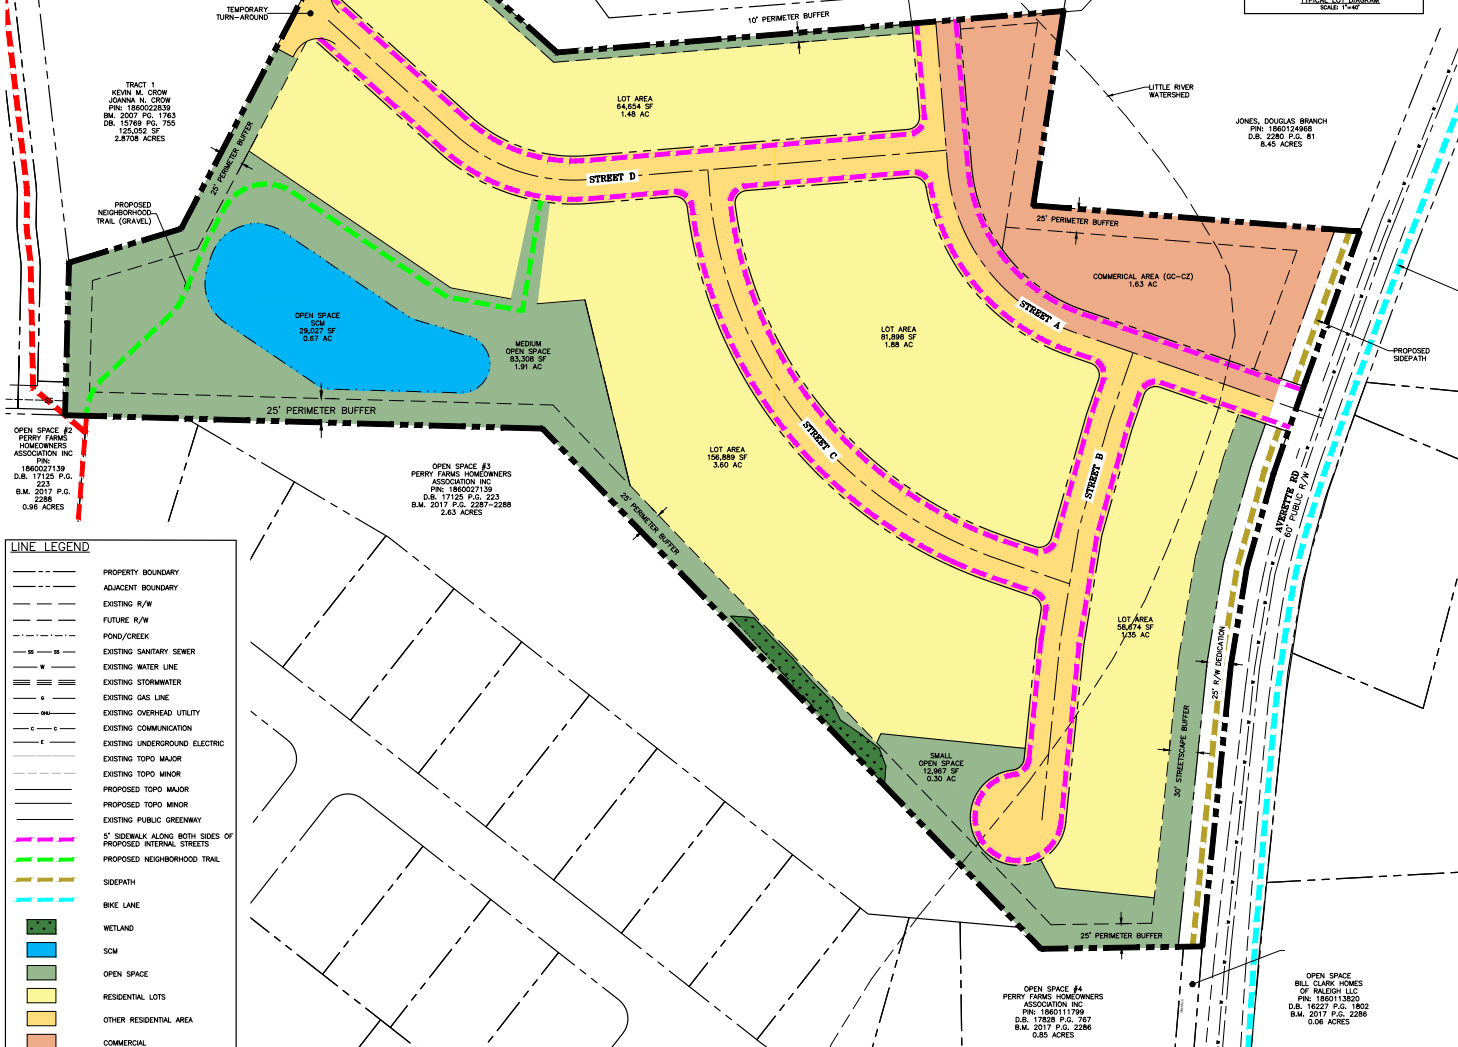 TYPICAL LOT DIAGRAM
SCALE: 1"=40'
TEMPORARY
TURN-AROUND
10' PERIMETER BUFFER
LOT AREA
64,654 SF
1.48 AC
LITTLE RIVER
WATERSHED
JONES, DOUGLAS BRANCH
PIN: 1860124968
D.B. 2280 P.G. 81
8.45 ACRES
TRACT 1
KEVIN M. CROW
JOANNA N. CROW
PIN: 1860022839
BM. 2007 PG. 1763
DB. 15769 PG. 755
125,052 SF
2.8708 ACRES
25' PERIMETER BUFFER
STREET D
PROPOSED
NEIGHBORHOOD
TRAIL (GRAVEL)
25' PERIMETER BUFFER
COMMERICAL AREA (GC-CZ)
1.63 AC
STREET A
OPEN SPACE
SCM
29,027 SF
0.67 AC
LOT AREA
81,898 SF
1.88 AC
MEDIUM
OPEN SPACE
83,308 SF
1.91 AC
PROPOSED
SIDEPATH
25' PERIMETER BUFFER
OPEN SPACE #2
PERRY FARMS
HOMEOWNERS
ASSOCIATION INC
PIN:
1860027139
D.B. 17125 P.G.
223
B.M. 2017 P.G.
2288
0.96 ACRES
OPEN SPACE #3
PERRY FARMS HOMEOWNERS
ASSOCIATION INC
PIN: 1860027139
D.B. 17125 P.G. 223
B.M. 2017 P.G. 2287-2288
2.63 ACRES
LOT AREA
156,889 SF
3.60 AC
STREET C
STREET B
AVERETTE RD
60' PUBLIC R/W
25' PERIMETER BUFFER
LOT AREA
58,674 SF
1.35 AC
25' R/W DEDICATION
30' STREETSCAPE BUFFER
SMALL
OPEN SPACE
12,967 SF
0.30 AC
25' PERIMETER BUFFER
OPEN SPACE #4
PERRY FARMS HOMEOWNERS
ASSOCIATION INC
PIN: 1860111799
D.B. 17828 P.G. 767
B.M. 2017 P.G. 2286
0.85 ACRES
OPEN SPACE
BILL CLARK HOMES
OF RALEIGH LLC
PIN: 1860113820
D.B. 16227 P.G. 1802
B.M. 2017 P.G. 2286
0.06 ACRES
LINE LEGEND
PROPERTY BOUNDARY
ADJACENT BOUNDARY
EXISTING R/W
FUTURE R/W
POND/CREEK
SS SS EXISTING SANITARY SEWER
W EXISTING WATER LINE
EXISTING STORMWATER
G EXISTING GAS LINE
OHU EXISTING OVERHEAD UTILITY
C C EXISTING COMMUNICATION
E EXISTING UNDERGROUND ELECTRIC
EXISTING TOPO MAJOR
EXISTING TOPO MINOR
PROPOSED TOPO MAJOR
PROPOSED TOPO MINOR
EXISTING PUBLIC GREENWAY
5' SIDEWALK ALONG BOTH SIDES OF
PROPOSED INTERNAL STREETS
PROPOSED NEIGHBORHOOD TRAIL
SIDEPATH
BIKE LANE
WETLAND
SCM
OPEN SPACE
RESIDENTIAL LOTS
OTHER RESIDENTIAL AREA
COMMERCIAL